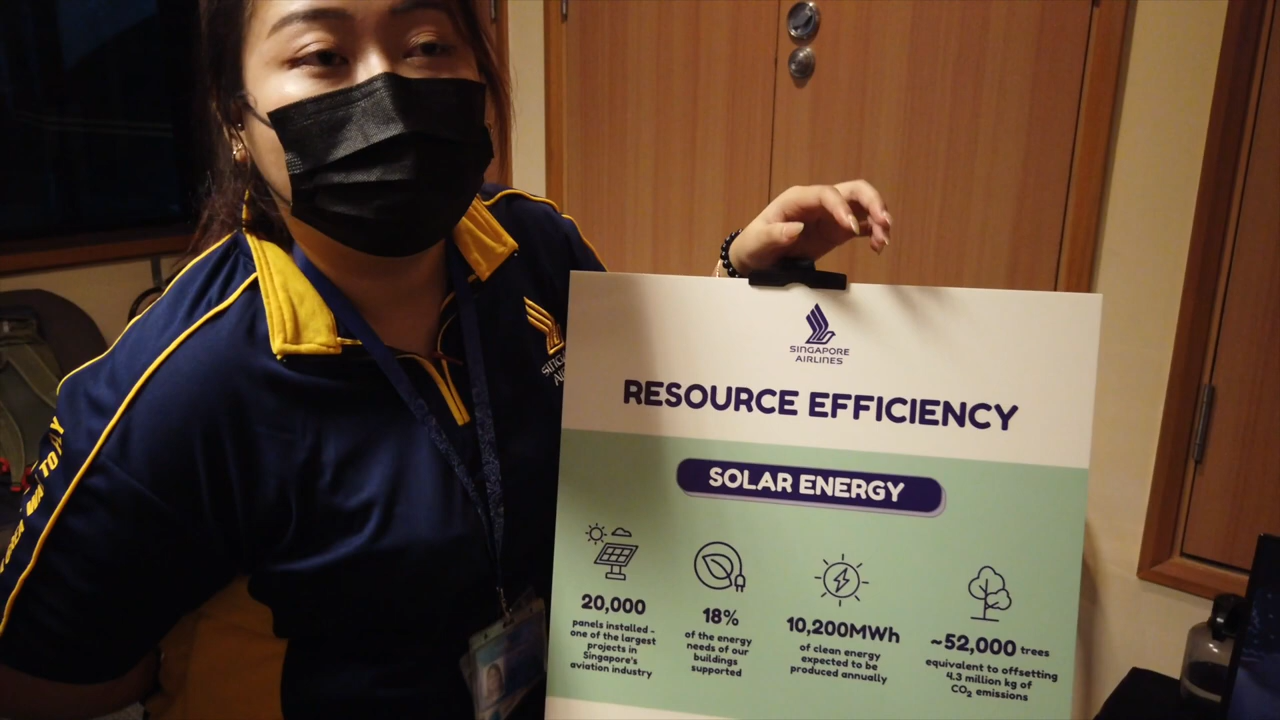 SINGAPORE
AIRLINES
RESOURCE EFFICIENCY
SOLAR ENERGY
20,000
panels installed -
one of the largest
projects in
Singapore's
aviation industry
18%
of the energy
needs of our
buildings
supported
10,200MWh
of clean energy
expected to be
produced annually
~52,000 trees
equivalent to offsetting
4.3 million kg of
CO₂ emissions